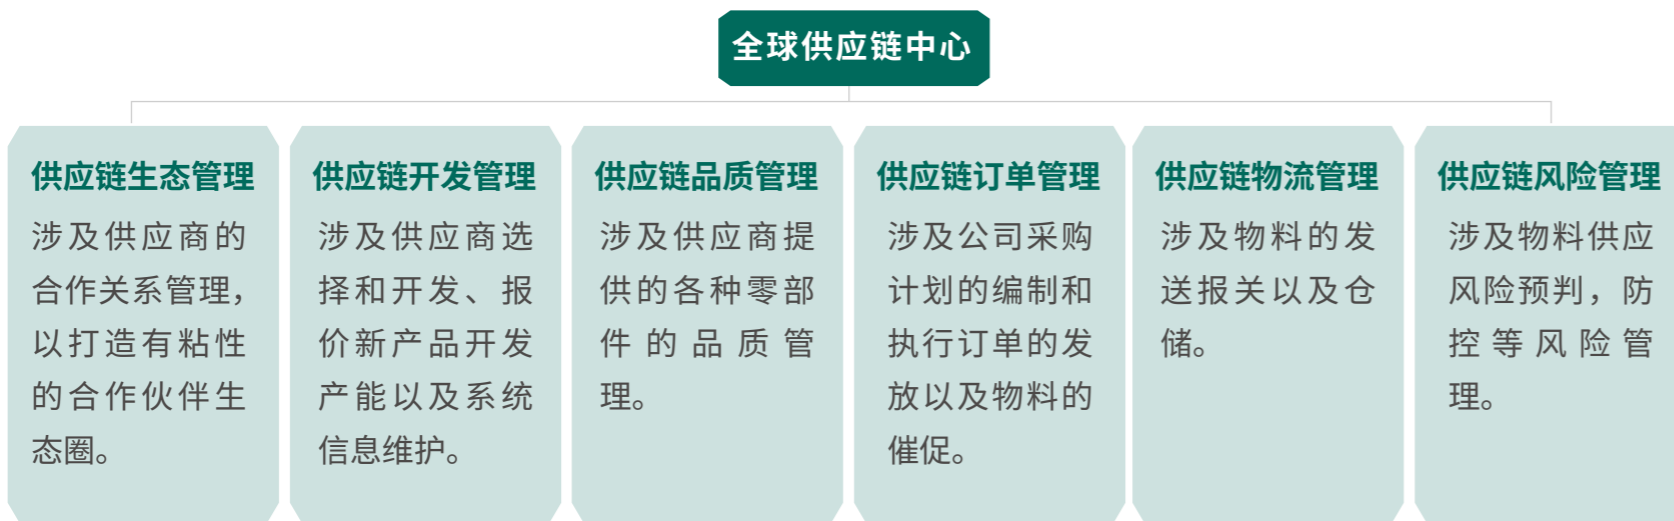 全球供应链中心
供应链生态管理
涉及供应商的
合作关系管理，
以打造有粘性
的合作伙伴生
态圈。
供应链开发管理
涉及供应商选
择和开发、报
价新产品开发
产能以及系统
信息维护。
供应链品质管理
涉及供应商提
供的各种零部
件的品质管
理。
供应链订单管理
涉及公司采购
计划的编制和
执行订单的发
放以及物料的
催促。
供应链物流管理
涉及物料的发
送报关以及仓
储。
供应链风险管理
涉及物料供应
风险预判，防
控等风险管
理。